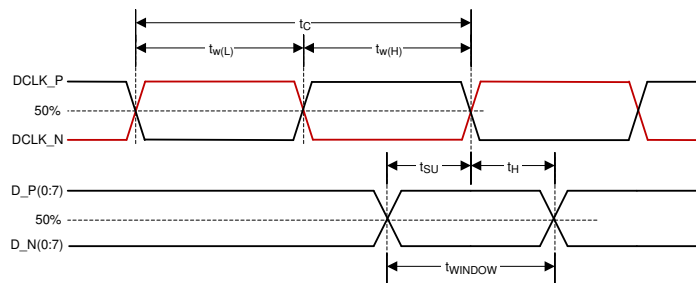 tC
tw(L) tw(H)
DCLK_P
50%
DCLK_N
tSU tH
D_P(0:7)
50%
D_N(0:7)
tWINDOW